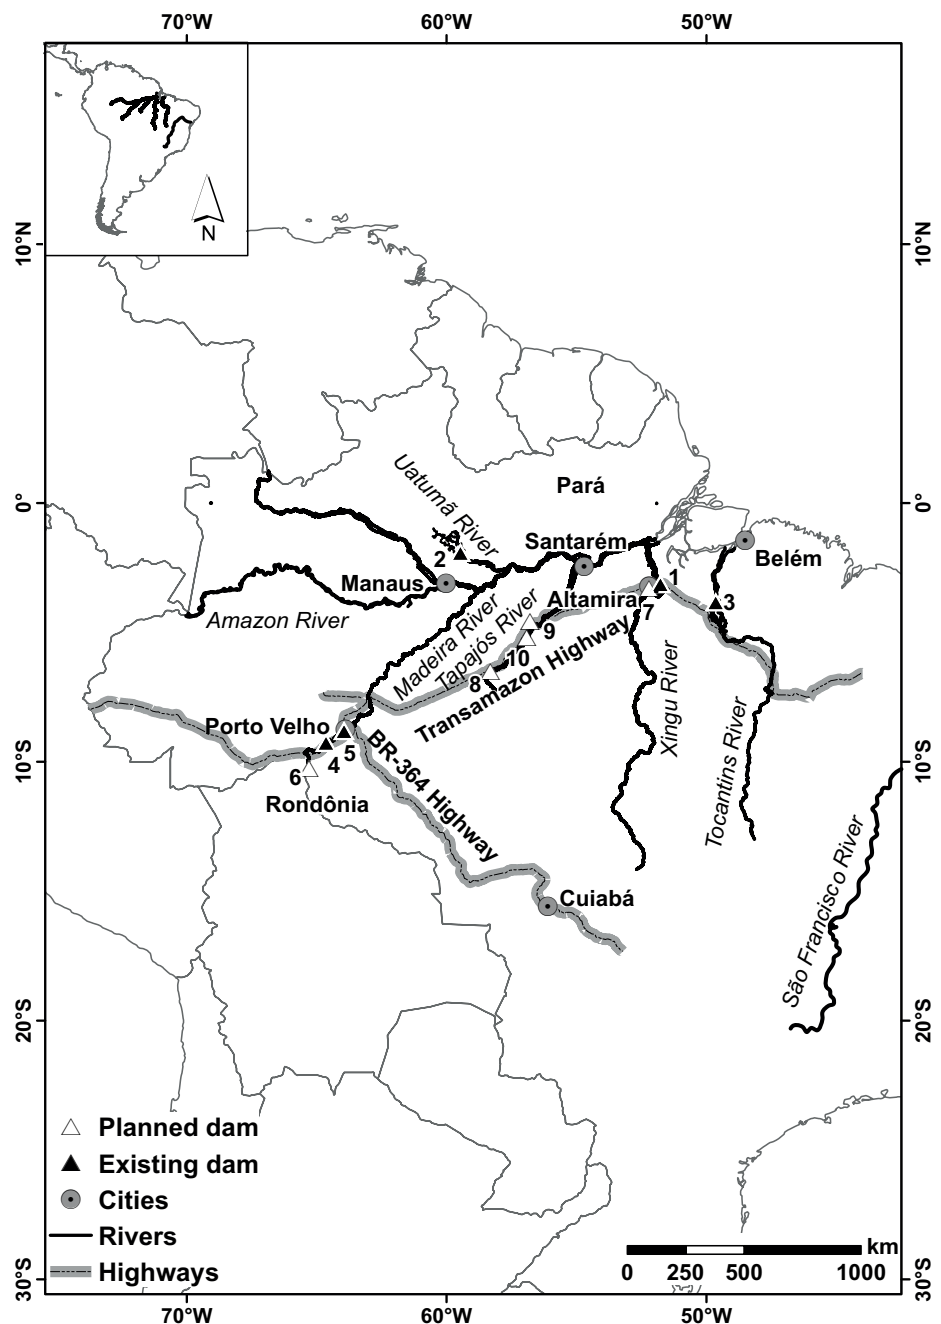 70°W 60°W 50°W
N
10°N 10°N
Uatumã River
Pará
0° 0°
Santarém
2
Belém
Manaus
1
Altamira
3
7
Amazon River
Madeira River
Tapajós River
9
10
8
Transamazon Highway
Xingu River
Porto Velho
5
4
BR-364 Highway
Tocantins River
10°S 10°S
6
Rondônia
Cuiabá
São Francisco River
20°S 20°S
Planned dam
Existing dam
Cities
Rivers
Highways
km
0 250 500 1000
30°S 30°S
70°W 60°W 50°W